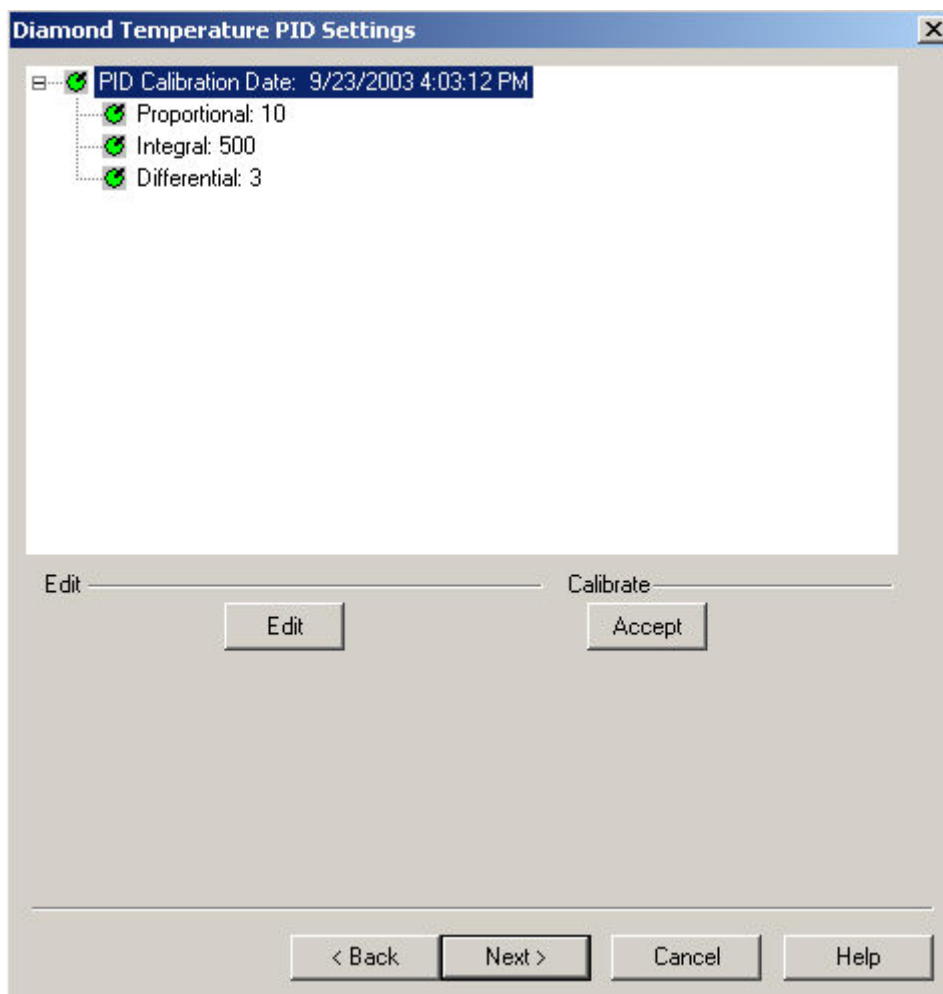 Diamond Temperature PID Settings
PID Calibration Date:  9/23/2003 4:03:12 PM
Proportional: 10
Integral: 500
Differential: 3
Edit Calibrate
Edit Accept
< Back Next > Cancel Help